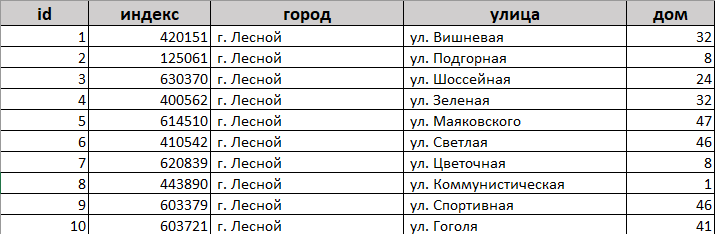 id индекс город улица дом
1 420151 г. Лесной ул. Вишневая 32
2 125061 г. Лесной ул. Подгорная 8
3 630370 г. Лесной ул. Шоссейная 24
4 400562 г. Лесной ул. Зеленая 32
5 614510 г. Лесной ул. Маяковского 47
6 410542 г. Лесной ул. Светлая 46
7 620839 г. Лесной ул. Цветочная 8
8 443890 г. Лесной ул. Коммунистическая 1
9 603379 г. Лесной ул. Спортивная 46
10 603721 г. Лесной ул. Гоголя 41